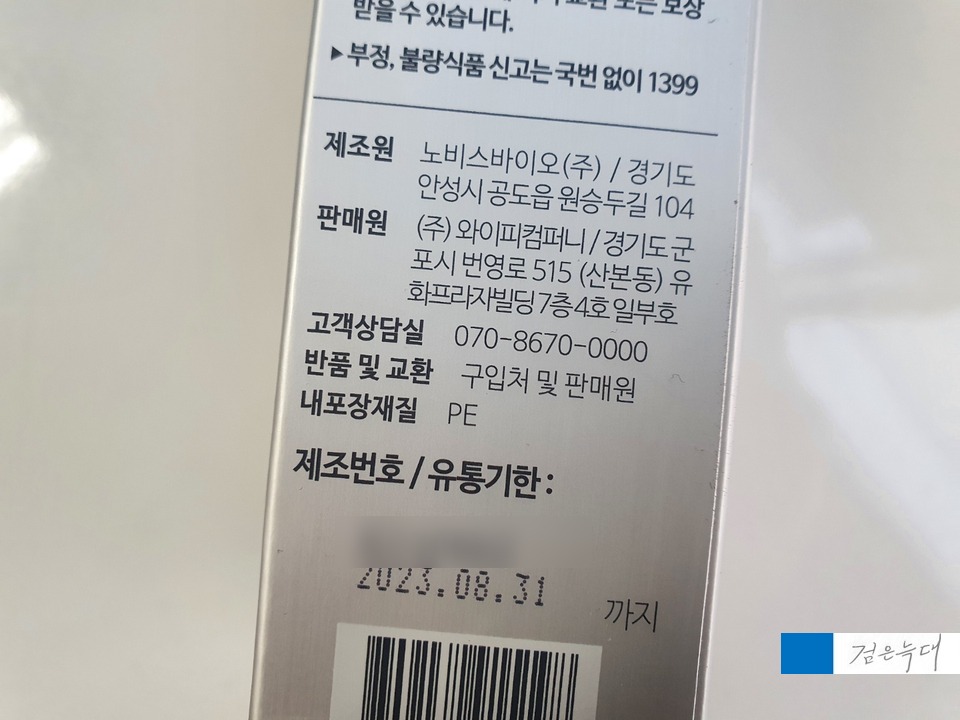 교환 또는 보상
받을 수 있습니다.
▶부정, 불량식품 신고는 국번 없이 1399
제조원 노비스바이오(주) / 경기도
안성시 공도읍 원승두길 104
판매원 (주) 와이피컴퍼니 / 경기도 군
포시 번영로 515 (산본동) 유
화프라자빌딩 7층 4호 일부호
고객상담실 070-8670-0000
반품 및 교환 구입처 및 판매원
내포장재질 PE
제조번호 / 유통기한 :
2023.08.31 까지
검은늑대